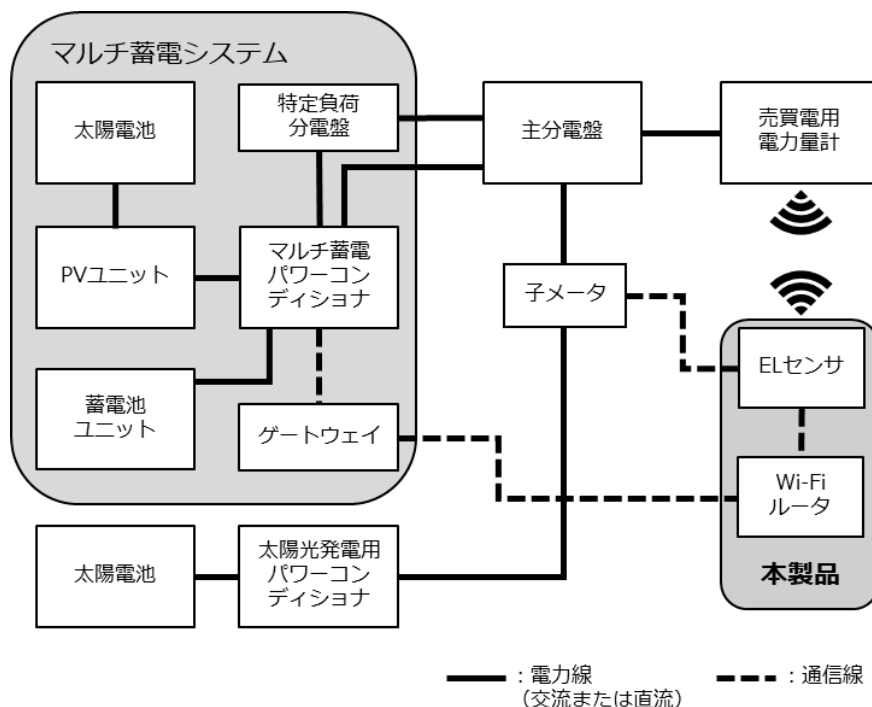 マルチ蓄電システム
太陽電池
特定負荷
分電盤
主分電盤
売買電用
電力量計
PVユニット
マルチ蓄電
パワーコン
ディショナ
子メータ
ELセンサ
蓄電池
ユニット
ゲートウェイ
Wi-Fi
ルータ
本製品
太陽電池
太陽光発電用
パワーコン
ディショナ
：電力線
（交流または直流）
：通信線